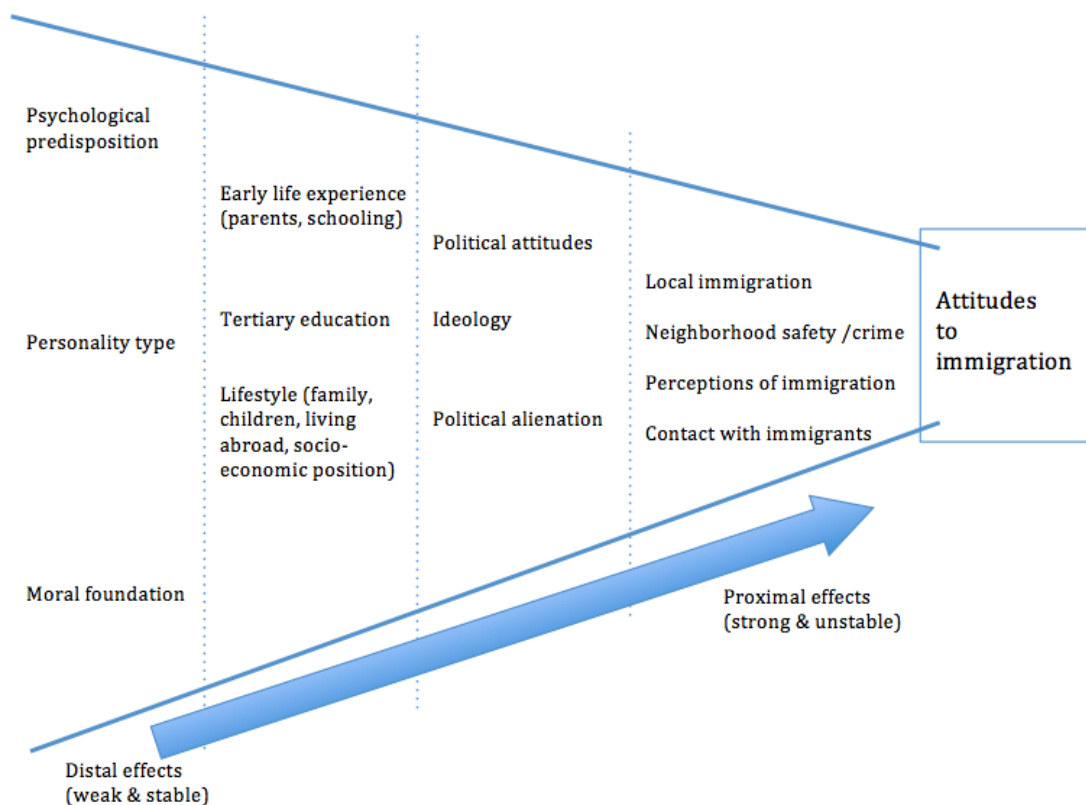 Psychological
predisposition
Personality type
Moral foundation
Early life experience
(parents, schooling)
Tertiary education
Lifestyle (family,
children, living
abroad, socio-
economic position)
Political attitudes
Ideology
Political alienation
Local immigration
Neighborhood safety /crime
Perceptions of immigration
Contact with immigrants
Attitudes
to
immigration
Proximal effects
(strong & unstable)
Distal effects
(weak & stable)